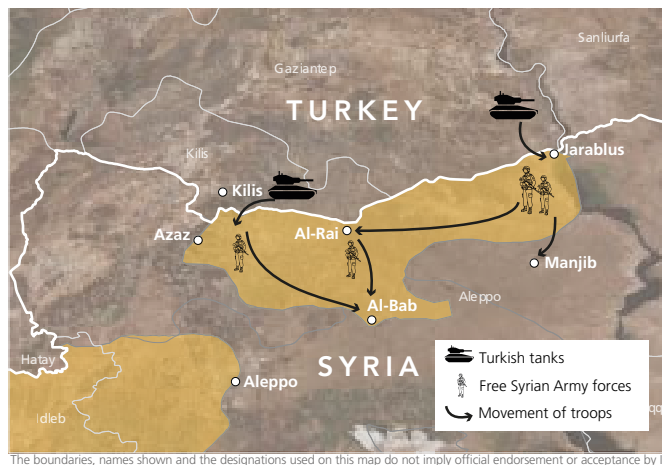 Sanliurfa
Gaziantep
TURKEY
Jarablus
Kilis
Kilis
Azaz
Al-Rai
Manjib
Al-Bab
Aleppo
SYRIA
Hatay
Aleppo
Idleb
Turkish tanks
Free Syrian Army forces
Movement of troops
The boundaries, names shown and the designations used on this map do not imply official endorsement or acceptance by